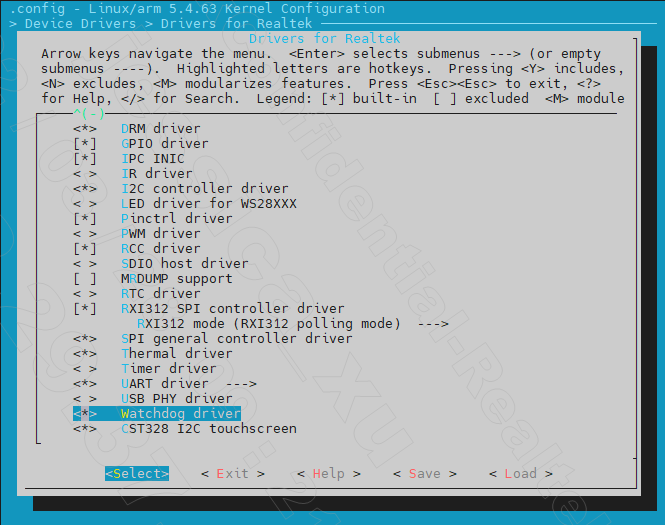 .config - Linux/arm 5.4.63 Kernel Configuration
> Device Drivers > Drivers for Realtek
Drivers for Realtek
Arrow keys navigate the menu.  <Enter> selects submenus ---> (or empty
submenus ----).  Highlighted letters are hotkeys.  Pressing <Y> includes,
<N> excludes, <M> modularizes features.  Press <Esc><Esc> to exit, <?>
for Help, </> for Search.  Legend: [*] built-in  [ ] excluded  <M> module
^(-)
<*>   DRM driver
[*]   GPIO driver
[*]   IPC INIC
< >   IR driver
<*>   I2C controller driver
< >   LED driver for WS28XXX
[*]   Pinctrl driver
< >   PWM driver
[*]   RCC driver
< >   SDIO host driver
[ ]   MRDUMP support
< >   RTC driver
[*]   RXI312 SPI controller driver
RXI312 mode (RXI312 polling mode)  --->
<*>   SPI general controller driver
<*>   Thermal driver
< >   Timer driver
<*>   UART driver  --->
< >   USB PHY driver
<*>   Watchdog driver
<*>   CST328 I2C touchscreen
<Select>    < Exit >    < Help >    < Save >    < Load >